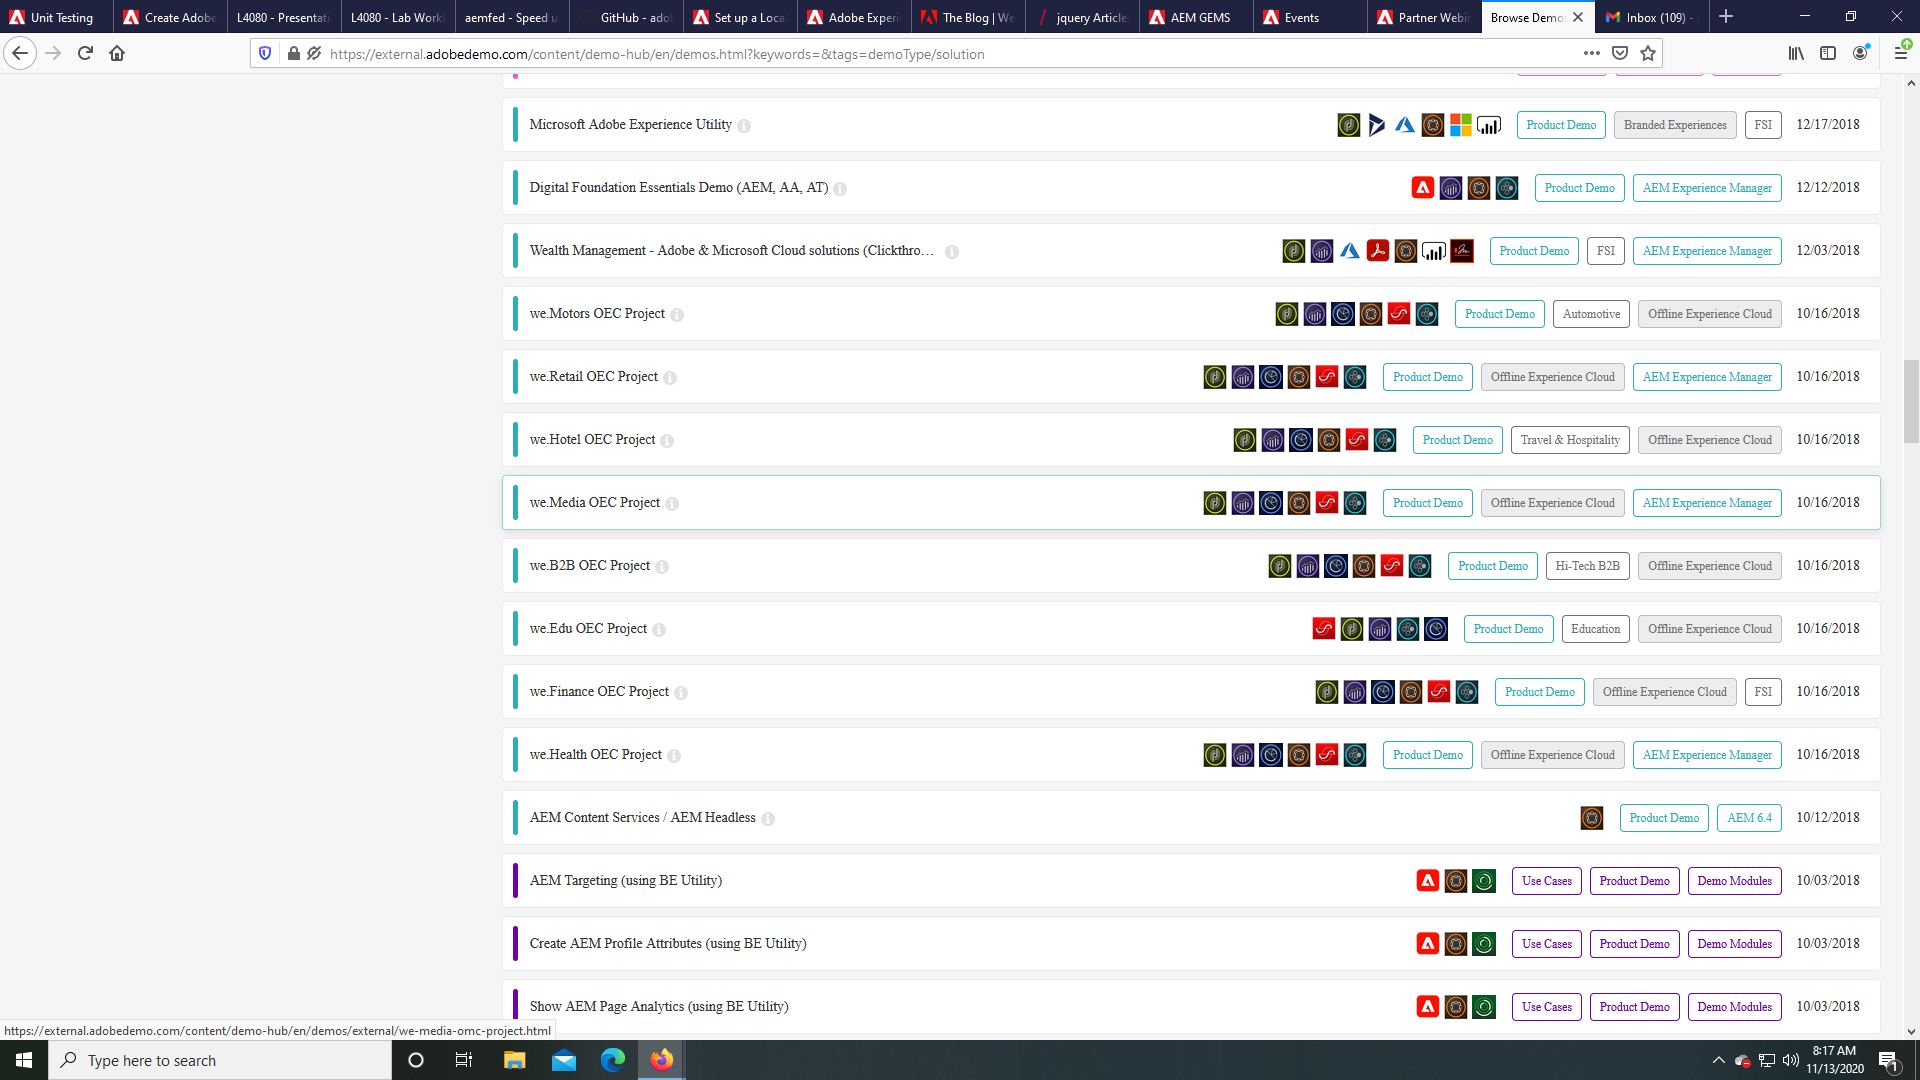 Unit Testing
Create Adobe
L4080 - Presentati
L4080 - Lab Work
aemfed - Speed u
GitHub - ado
Set up a Loca
Adobe Experi
The Blog | We
jquery Article
AEM GEMS
Events
Partner Webin
Browse Demo
Inbox (109) -
https://external.adobedemo.com/content/demo-hub/en/demos.html?keywords=&tags=demoType/solution
Microsoft Adobe Experience Utility Product Demo Branded Experiences FSI 12/17/2018
Digital Foundation Essentials Demo (AEM, AA, AT) Product Demo AEM Experience Manager 12/12/2018
Wealth Management - Adobe & Microsoft Cloud solutions (Clickthro… Product Demo FSI AEM Experience Manager 12/03/2018
we.Motors OEC Project Product Demo Automotive Offline Experience Cloud 10/16/2018
we.Retail OEC Project Product Demo Offline Experience Cloud AEM Experience Manager 10/16/2018
we.Hotel OEC Project Product Demo Travel & Hospitality Offline Experience Cloud 10/16/2018
we.Media OEC Project Product Demo Offline Experience Cloud AEM Experience Manager 10/16/2018
we.B2B OEC Project Product Demo Hi-Tech B2B Offline Experience Cloud 10/16/2018
we.Edu OEC Project Product Demo Education Offline Experience Cloud 10/16/2018
we.Finance OEC Project Product Demo Offline Experience Cloud FSI 10/16/2018
we.Health OEC Project Product Demo Offline Experience Cloud AEM Experience Manager 10/16/2018
AEM Content Services / AEM Headless Product Demo AEM 6.4 10/12/2018
AEM Targeting (using BE Utility) Use Cases Product Demo Demo Modules 10/03/2018
Create AEM Profile Attributes (using BE Utility) Use Cases Product Demo Demo Modules 10/03/2018
Show AEM Page Analytics (using BE Utility) Use Cases Product Demo Demo Modules 10/03/2018
https://external.adobedemo.com/content/demo-hub/en/demos/external/we-media-omc-project.html
Type here to search
8:17 AM
11/13/2020
1